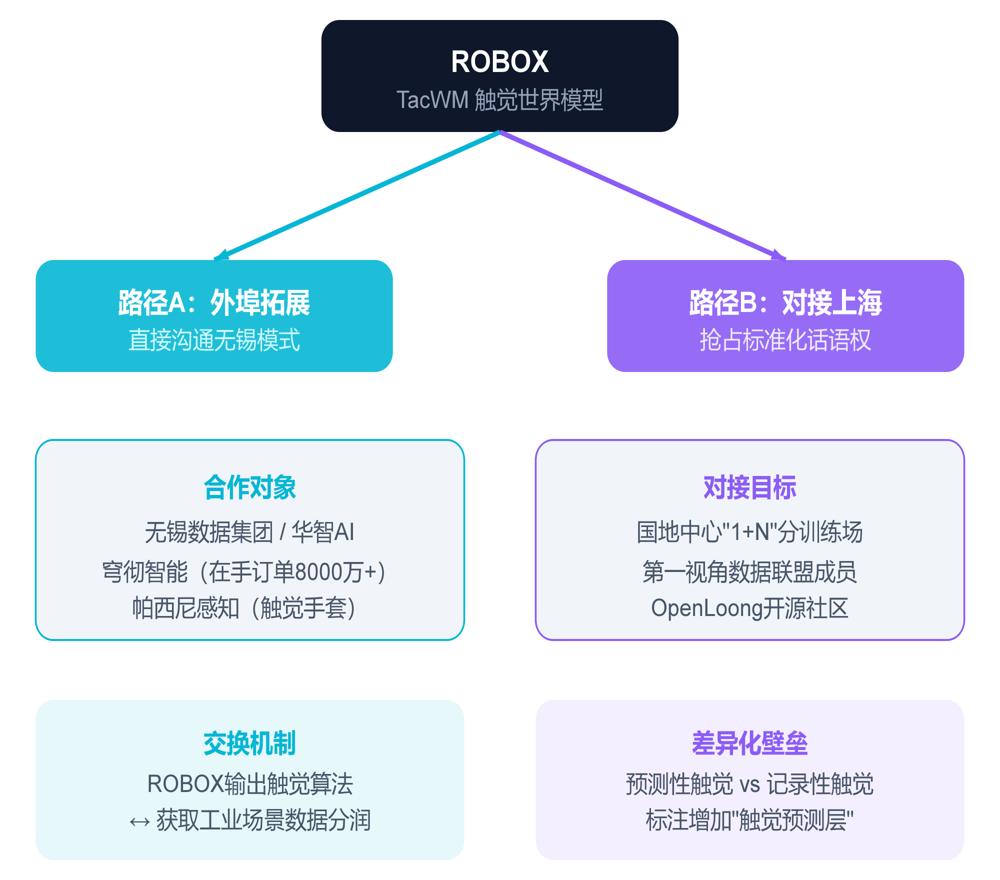 ROBOX
TacWM 触觉世界模型
路径A：外埠拓展
直接沟通无锡模式
路径B：对接上海
抢占标准化话语权
合作对象
无锡数据集团 / 华智AI
穹彻智能（在手订单8000万+）
帕西尼感知（触觉手套）
对接目标
国地中心"1+N"分训练场
第一视角数据联盟成员
OpenLoong开源社区
交换机制
ROBOX输出触觉算法
↔ 获取工业场景数据分润
差异化壁垒
预测性触觉 vs 记录性触觉
标注增加"触觉预测层"